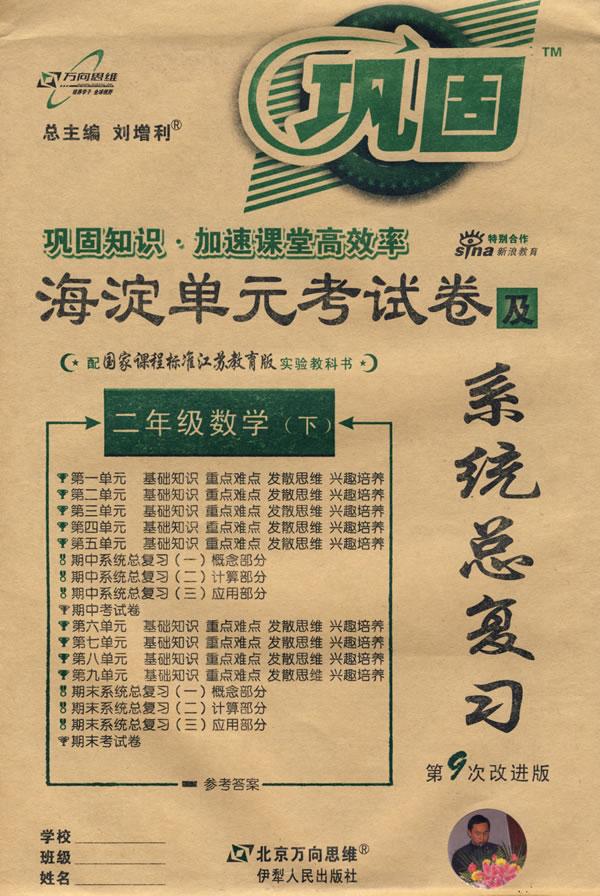 万向思维
培养学子 全球视野
总主编 刘增利®
巩固 TM
巩固知识·加速课堂高效率
特别合作
sina 新浪教育
海淀单元考试卷及
系统总复习
配国家课程标准江苏教育版实验教科书
二年级数学(下)
第一单元 基础知识 重点难点 发散思维 兴趣培养
第二单元 基础知识 重点难点 发散思维 兴趣培养
第三单元 基础知识 重点难点 发散思维 兴趣培养
第四单元 基础知识 重点难点 发散思维 兴趣培养
第五单元 基础知识 重点难点 发散思维 兴趣培养
期中系统总复习(一)概念部分
期中系统总复习(二)计算部分
期中系统总复习(三)应用部分
期中考试卷
第六单元 基础知识 重点难点 发散思维 兴趣培养
第七单元 基础知识 重点难点 发散思维 兴趣培养
第八单元 基础知识 重点难点 发散思维 兴趣培养
第九单元 基础知识 重点难点 发散思维 兴趣培养
期末系统总复习(一)概念部分
期末系统总复习(二)计算部分
期末系统总复习(三)应用部分
期末考试卷
参考答案
第9次改进版
学校
班级
姓名
北京万向思维®
伊犁人民出版社